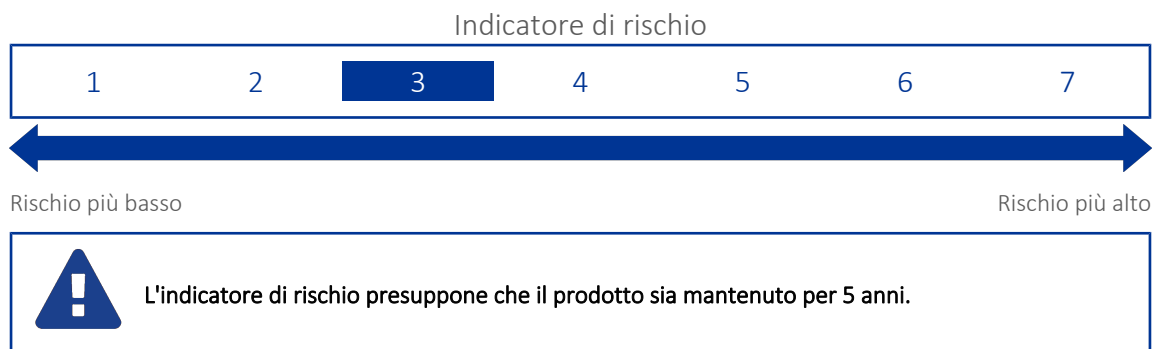 Indicatore di rischio
1 2 3 4 5 6 7
Rischio più basso Rischio più alto
L'indicatore di rischio presuppone che il prodotto sia mantenuto per 5 anni.